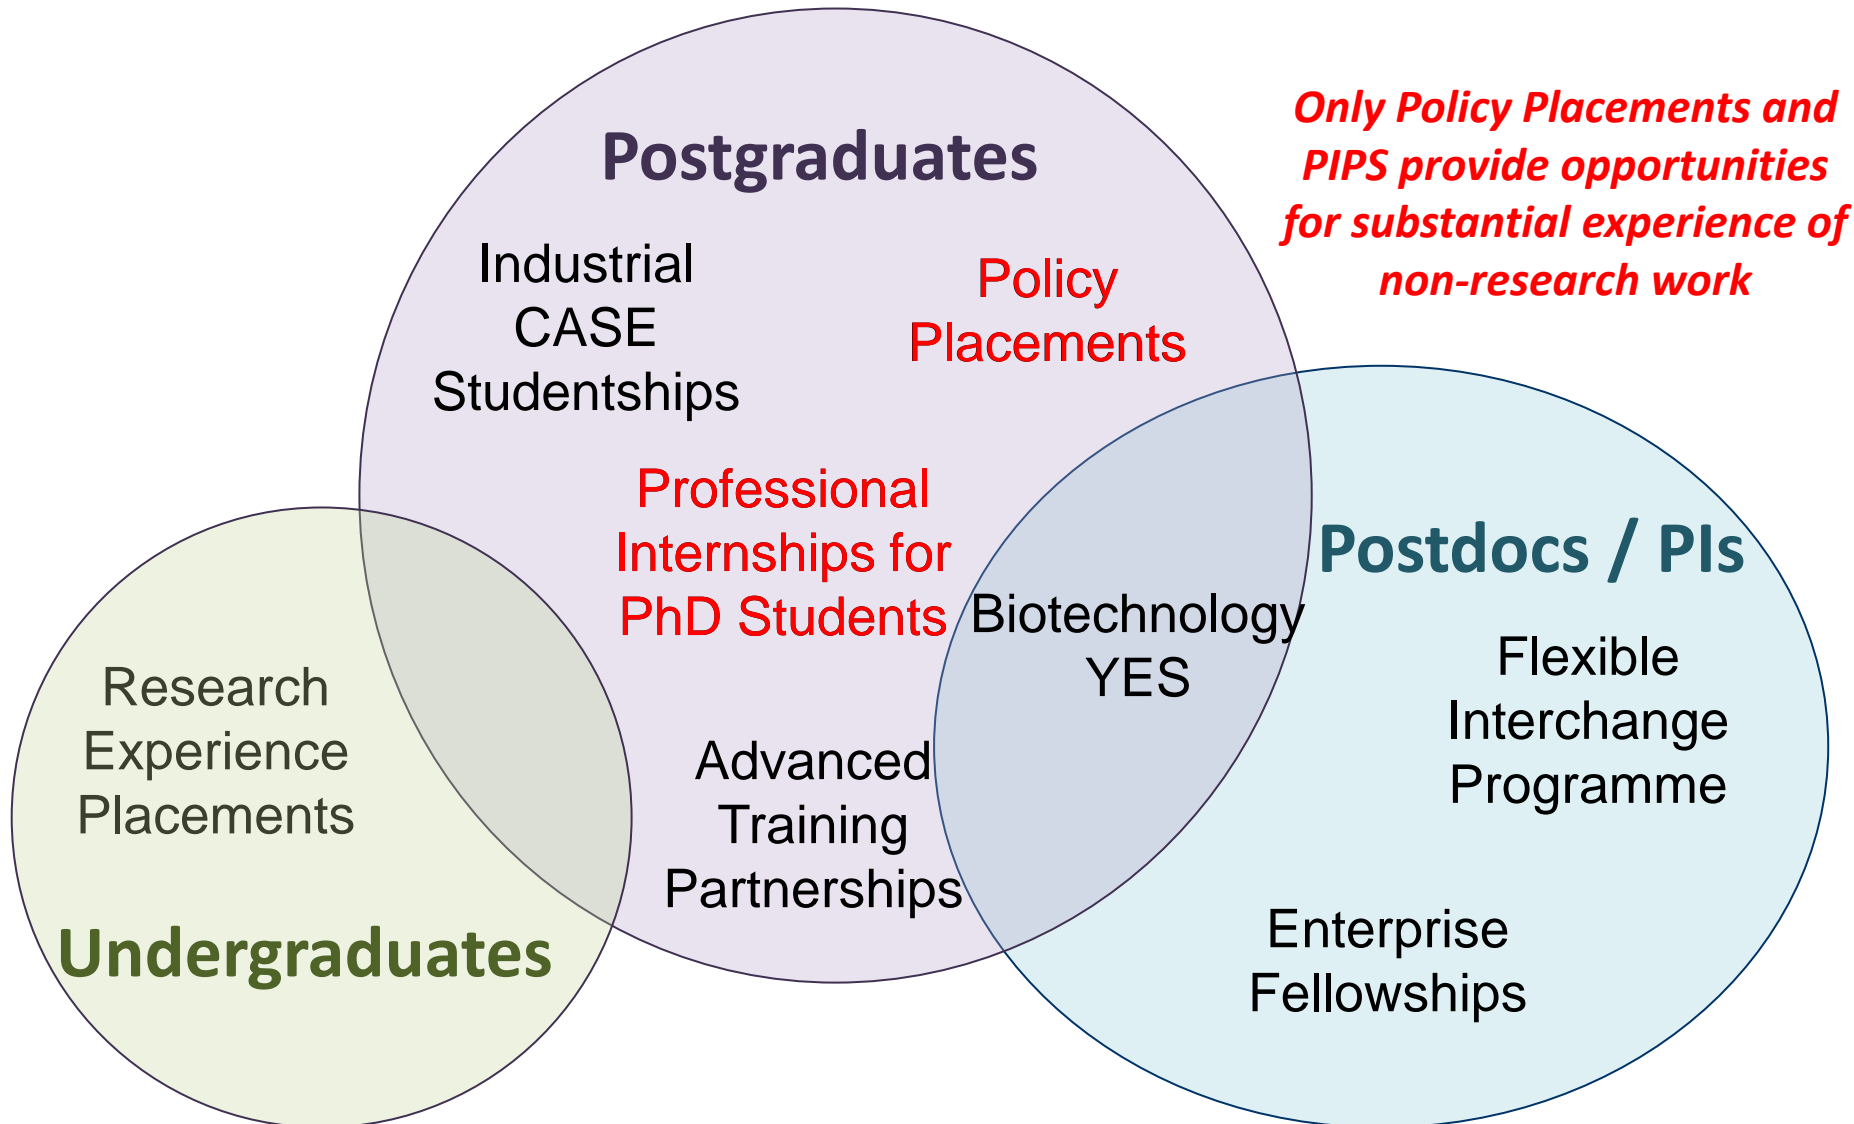 Postgraduates
Only Policy Placements and
PIPS provide opportunities
for substantial experience of
non-research work
Industrial
CASE
Studentships
Policy
Placements
Professional
Internships for
PhD Students
Postdocs / PIs
Biotechnology
YES
Flexible
Interchange
Programme
Research
Experience
Placements
Advanced
Training
Partnerships
Undergraduates
Enterprise
Fellowships